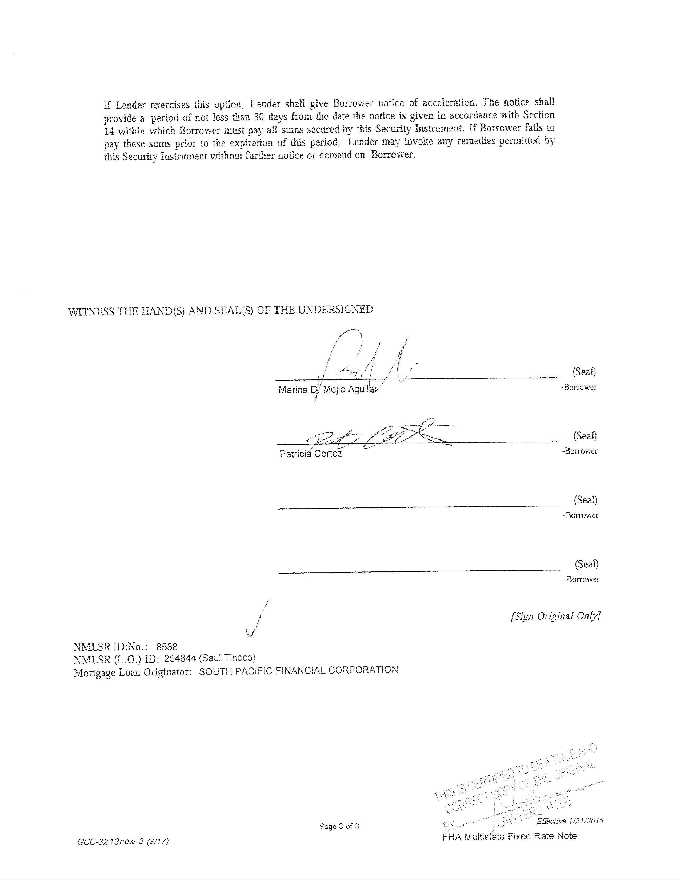 If Lender exercises this option, Lender shall give Borrower notice of acceleration. The notice shall
provide a period of not less than 30 days from the date the notice is given in accordance with Section
14 within which Borrower must pay all sums secured by this Security Instrument. If Borrower fails to
pay these sums prior to the expiration of this period, Lender may invoke any remedies permitted by
this Security Instrument without further notice or demand on Borrower.
WITNESS THE HAND(S) AND SEAL(S) OF THE UNDERSIGNED
(Seal)
Marina D. Mejia Aguilar
-Borrower
(Seal)
Patricia Cortez
-Borrower
(Seal)
-Borrower
(Seal)
Borrower
[Sign Original Only]
NMLSR ID No.:
NMLSR (L.O.) ID: (Saul Tinoco)
Mortgage Loan Originator: SOUTH PACIFIC FINANCIAL CORPORATION
Effective
Page 3 of 3
FHA Multistate Fixed Rate Note